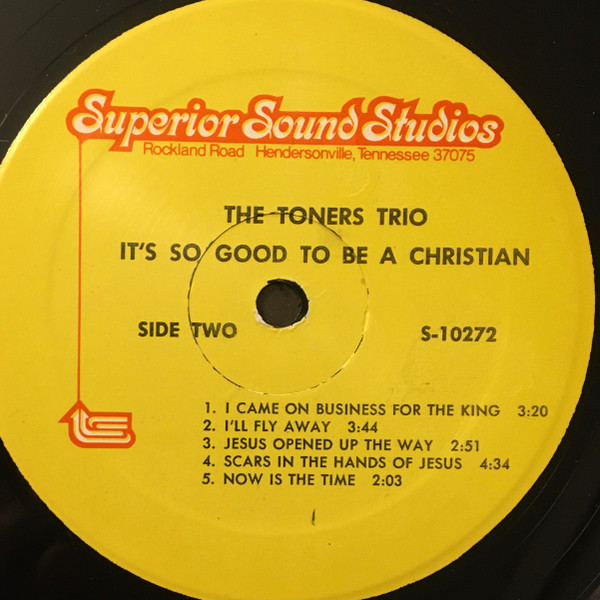 Superior Sound Studios
Rockland Road Hendersonville, Tennessee 37075
THE TONERS TRIO
IT'S SO GOOD TO BE A CHRISTIAN
SIDE TWO S-10272
1. I CAME ON BUSINESS FOR THE KING 3:20
2. I'LL FLY AWAY 3:44
3. JESUS OPENED UP THE WAY 2:51
4. SCARS IN THE HANDS OF JESUS 4:34
5. NOW IS THE TIME 2:03